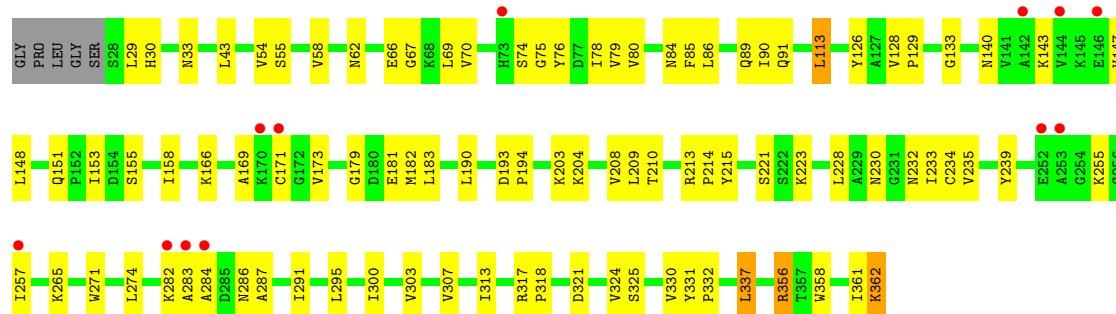 GLY PRO LEU GLY SER S28 L29 H30 N33 L43 V54 S55 V58 N62 E66 G67 K68 L69 V70 H73 S74 G75 Y76 D77 I78 V79 V80 N84 F85 L86 Q89 I90 Q91 L113 Y126 A127 V128 P129 G133 N140 V141 A142 K143 V144 K145 E146
L148 Q151 P152 I153 D154 S155 I158 K166 A169 K170 C171 G172 V173 G179 D180 E181 M182 L183 L190 D193 P194 K203 K204 V208 L209 T210 R213 P214 Y215 S221 S222 K223 L228 A229 N230 G231 N232 I233 C234 V235 Y239 E252 A253 G254 K255
I257 K265 W271 L274 K282 A283 A284 D285 N286 A287 I291 L295 I300 V303 V307 I313 R317 P318 D321 V324 S325 V330 Y331 P332 L337 R356 T357 W358 I361 K362